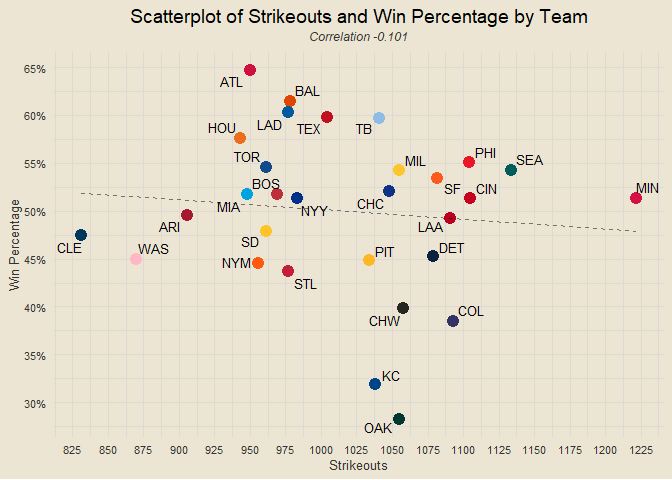 Scatterplot of Strikeouts and Win Percentage by Team
Correlation -0.101
Win Percentage
65%
60%
55%
50%
45%
40%
35%
30%
ATL
BAL
LAD
TEX
TB
HOU
TOR
MIL
PHI
SEA
BOS
MIA
NYY
CHC
SF
CIN
MIN
ARI
LAA
CLE
WAS
SD
NYM
STL
PIT
DET
CHW
COL
KC
OAK
825 850 875 900 925 950 975 1000 1025 1050 1075 1100 1125 1150 1175 1200 1225
Strikeouts